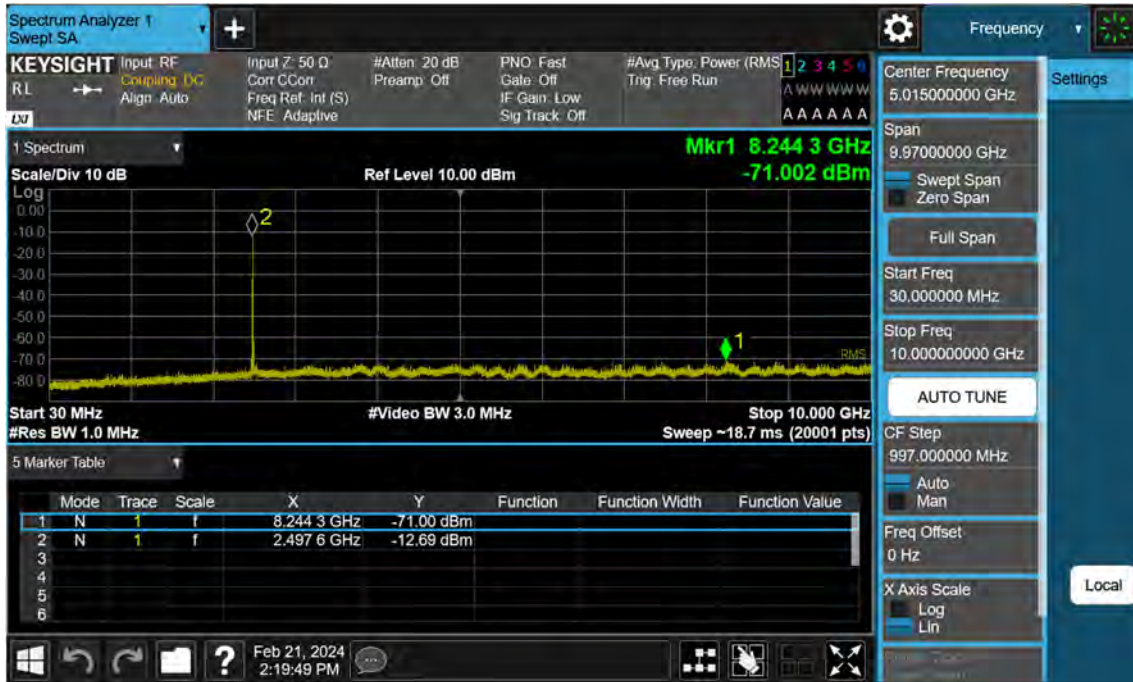 Spectrum Analyzer 1
Swept SA
+
Frequency
KEYSIGHT
RL
LXI
Input: RF
Coupling: DC
Align: Auto
Input Z: 50 Ω
Corr CCorr
Freq Ref: Int (S)
NFE: Adaptive
#Atten: 20 dB
Preamp: Off
PNO: Fast
Gate: Off
IF Gain: Low
Sig Track: Off
#Avg Type: Power (RMS
Trig: Free Run
1 2 3 4 5 6
A W W W W W
A A A A A A
1 Spectrum
Mkr1 8.244 3 GHz
Scale/Div 10 dB
Ref Level 10.00 dBm
-71.002 dBm
Log
0.00
-10.0
-20.0
-30.0
-40.0
-50.0
-60.0
-70.0
-80.0
2
1
RMS
Start 30 MHz
#Video BW 3.0 MHz
Stop 10.000 GHz
#Res BW 1.0 MHz
Sweep ~18.7 ms (20001 pts)
5 Marker Table
Mode Trace Scale X Y Function Function Width Function Value
1 N 1 f 8.244 3 GHz -71.00 dBm
2 N 1 f 2.497 6 GHz -12.69 dBm
3
4
5
6
Feb 21, 2024
2:19:49 PM
Center Frequency
5.015000000 GHz
Span
9.97000000 GHz
Swept Span
Zero Span
Full Span
Start Freq
30.000000 MHz
Stop Freq
10.000000000 GHz
AUTO TUNE
CF Step
997.000000 MHz
Auto
Man
Freq Offset
0 Hz
X Axis Scale
Log
Lin
Settings
Local